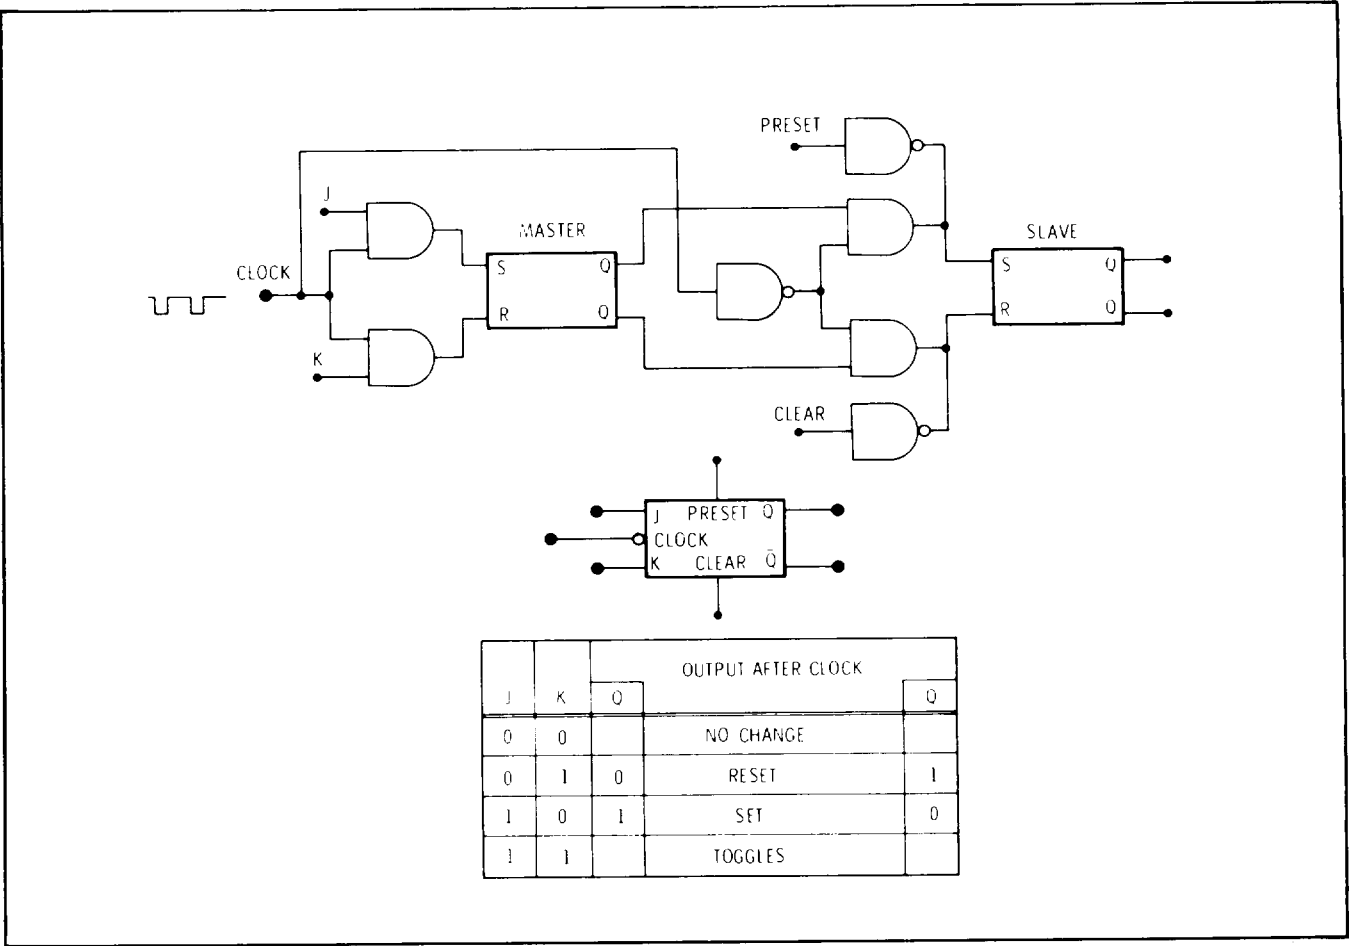 PRESET
J
MASTER
SLAVE
CLOCK
S Q
R Q
S Q
R Q
K
CLEAR
J PRESET Q
CLOCK
K CLEAR Q̄
OUTPUT AFTER CLOCK
J K Q Q
0 0 NO CHANGE
0 1 0 RESET 1
1 0 1 SET 0
1 1 TOGGLES